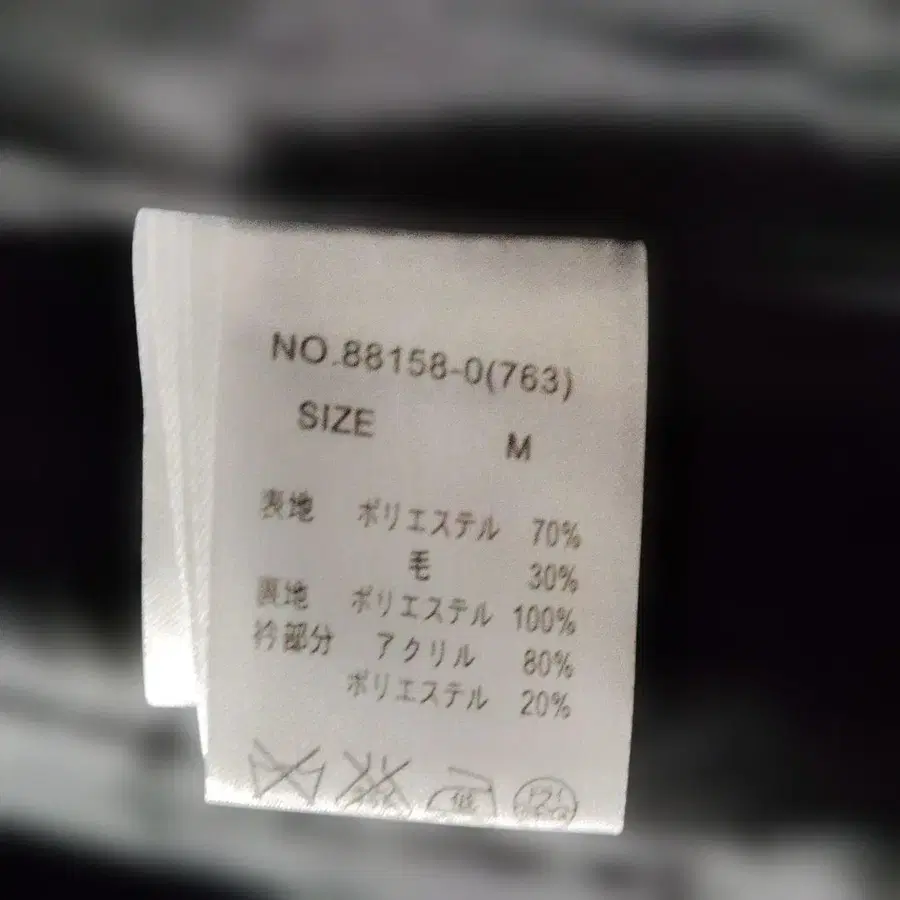 NO.88158-0(763)
SIZE M
表地 ポリエステル 70%
毛 30%
裏地 ポリエステル 100%
衿部分 アクリル 80%
ポリエステル 20%
低